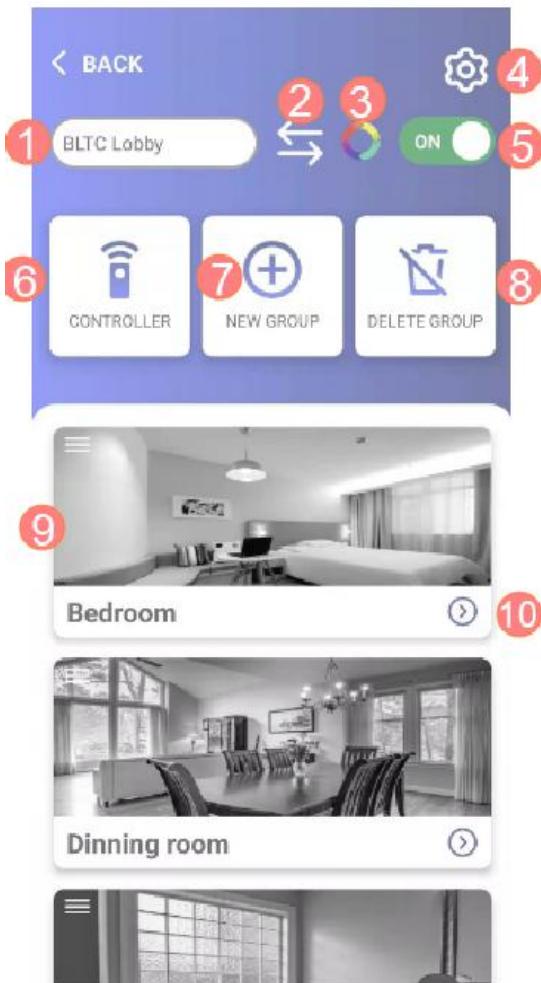 BACK
4
2
3
1
BLTC Lobby
ON
5
6
7
8
CONTROLLER
NEW GROUP
DELETE GROUP
9
Bedroom
10
Dinning room